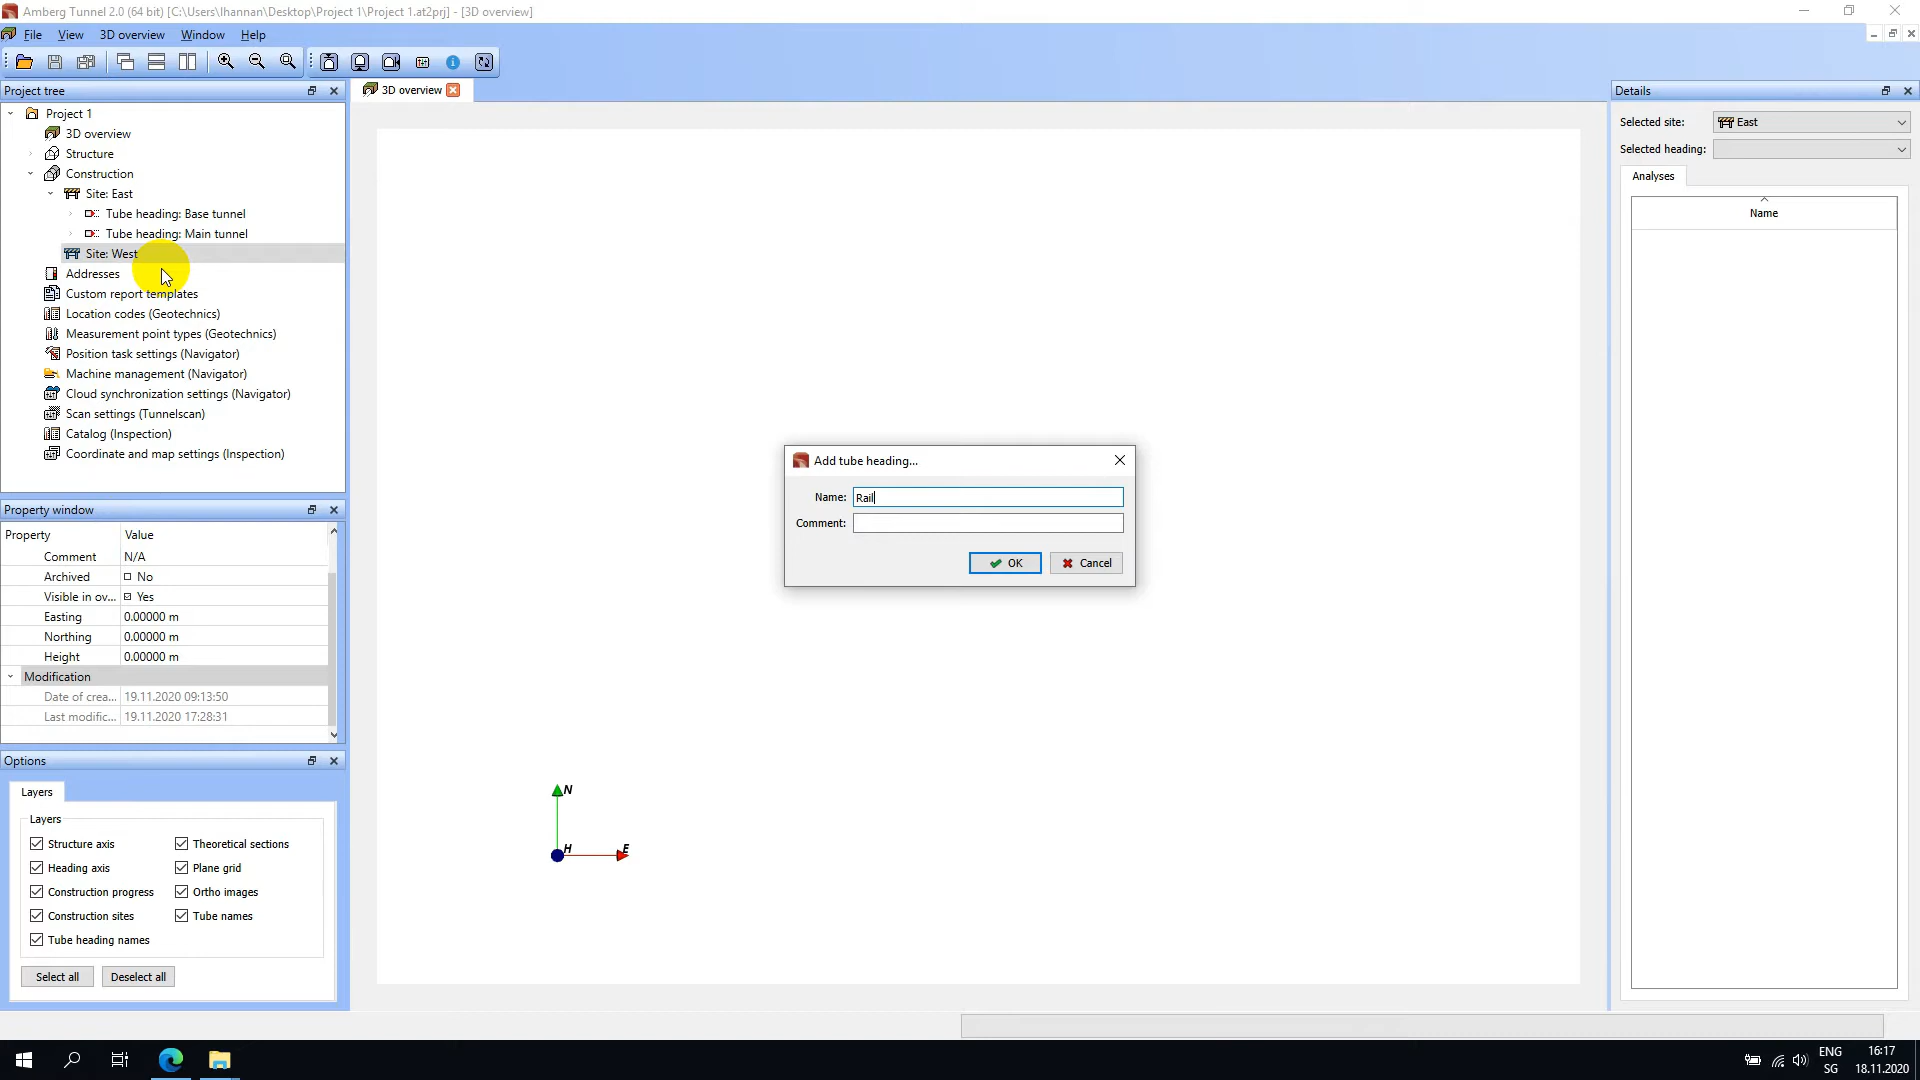 Amberg Tunnel 2.0 (64 bit) [C:\Users\lhannan\Desktop\Project 1\Project 1.at2prj] - [3D overview]
File View 3D overview Window Help
Project tree
3D overview
Details
Project 1
3D overview
Structure
Construction
Site: East
Tube heading: Base tunnel
Tube heading: Main tunnel
Site: West
Addresses
Custom report templates
Location codes (Geotechnics)
Measurement point types (Geotechnics)
Position task settings (Navigator)
Machine management (Navigator)
Cloud synchronization settings (Navigator)
Scan settings (Tunnelscan)
Catalog (Inspection)
Coordinate and map settings (Inspection)
Selected site: East
Selected heading:
Analyses
Name
Add tube heading...
Name: Rail
Comment:
OK Cancel
Property window
Property Value
Comment N/A
Archived No
Visible in ov... Yes
Easting 0.00000 m
Northing 0.00000 m
Height 0.00000 m
Modification
Date of crea... 19.11.2020 09:13:50
Last modific... 19.11.2020 17:28:31
Options
Layers
Layers
Structure axis Theoretical sections
Heading axis Plane grid
Construction progress Ortho images
Construction sites Tube names
Tube heading names
Select all Deselect all
N
H E
ENG 16:17
SG 18.11.2020